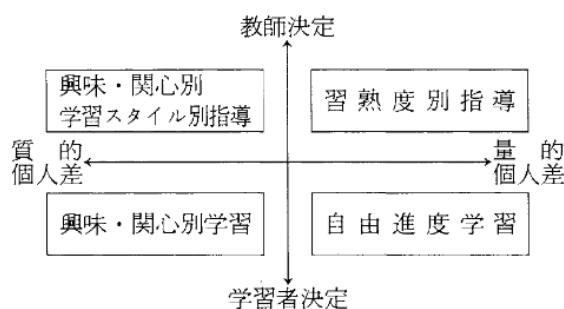 教師決定
興味・関心別
学習スタイル別指導
習熟度別指導
質的
個人差
量的
個人差
興味・関心別学習
自由進度学習
学習者決定